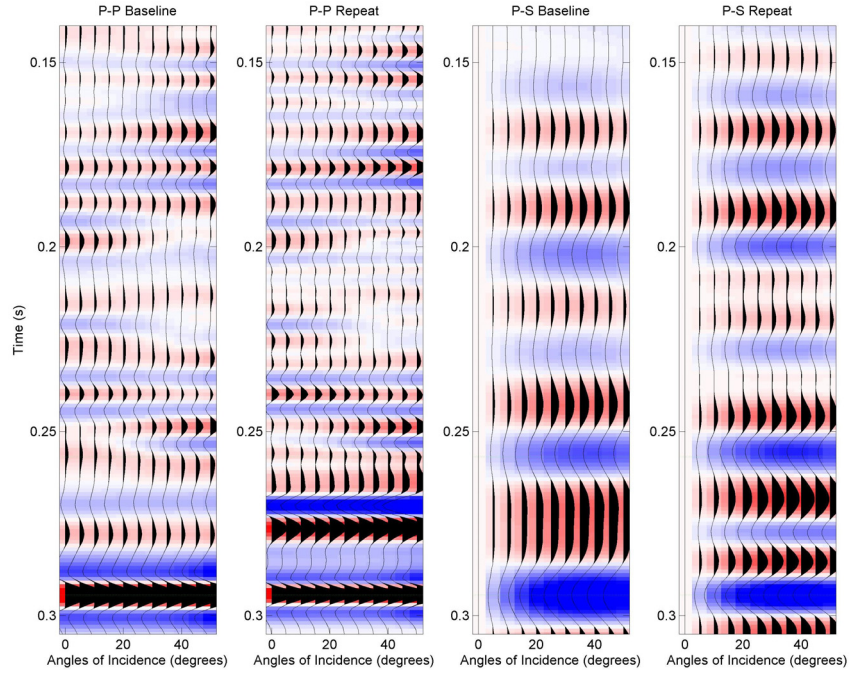 P-P Baseline
P-P Repeat
P-S Baseline
P-S Repeat
Time (s)
0.15
0.2
0.25
0.3
0 20 40
Angles of Incidence (degrees)
0.15
0.2
0.25
0.3
0 20 40
Angles of Incidence (degrees)
0.15
0.2
0.25
0.3
0 20 40
Angles of Incidence (degrees)
0.15
0.2
0.25
0.3
0 20 40
Angles of Incidence (degrees)